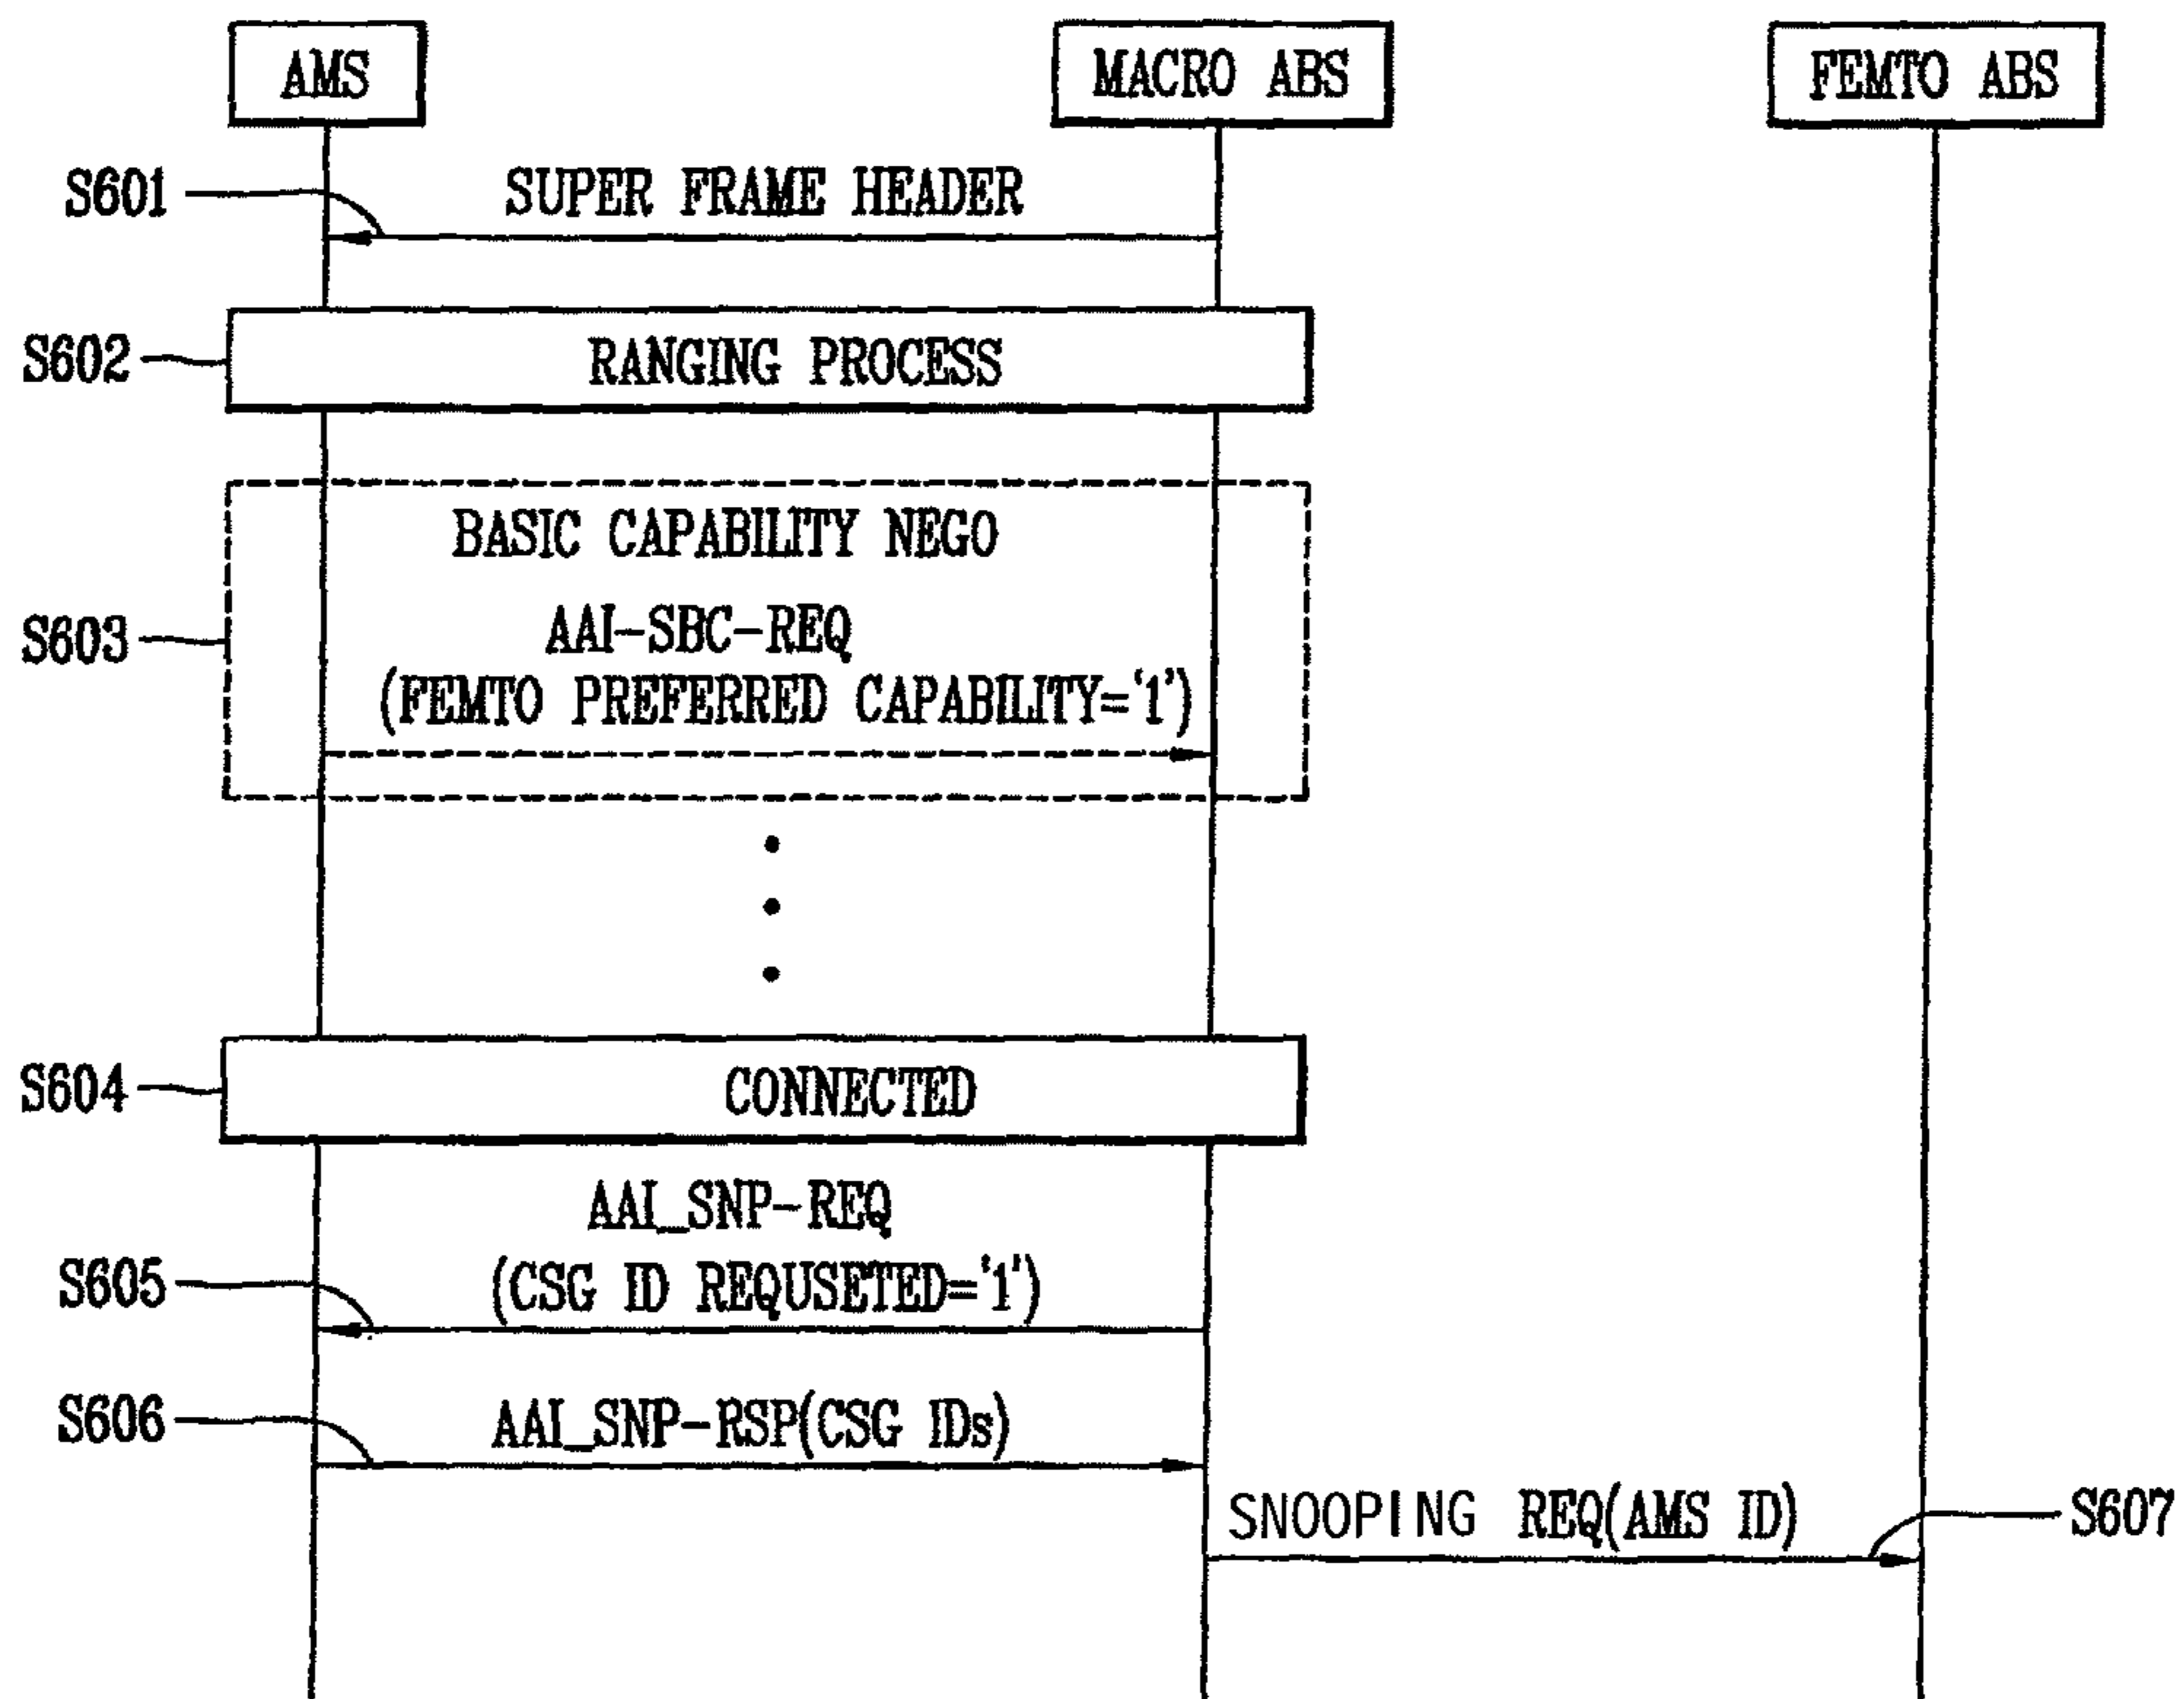 AMS
MACRO ABS
FEMTO ABS
S601
SUPER FRAME HEADER
S602
RANGING PROCESS
BASIC CAPABILITY NEGO
S603
AAI-SBC-REQ
(FEMTO PREFERRED CAPABILITY='1')
S604
CONNECTED
AAI_SNP-REQ
S605
(CSG ID REQUSETED='1')
S606
AAI_SNP-RSP(CSG IDs)
SNOOPING REQ(AMS ID)
S607